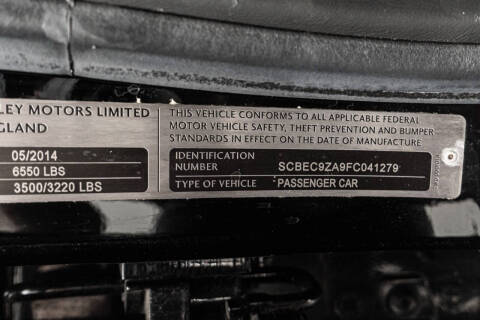 LEY MOTORS LIMITED
GLAND
05/2014
6550 LBS
3500/3220 LBS
THIS VEHICLE CONFORMS TO ALL APPLICABLE FEDERAL
MOTOR VEHICLE SAFETY, THEFT PREVENTION AND BUMPER
STANDARDS IN EFFECT ON THE DATE OF MANUFACTURE
IDENTIFICATION
NUMBER SCBEC9ZA9FC041279
TYPE OF VEHICLE PASSENGER CAR